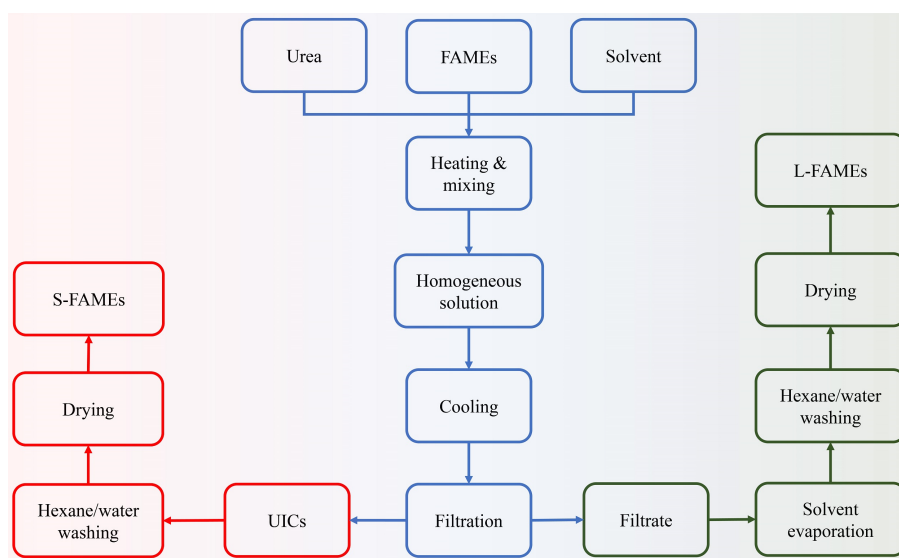 Urea
FAMEs
Solvent
Heating &
mixing
L-FAMEs
Homogeneous
solution
S-FAMEs
Drying
Drying
Cooling
Hexane/water
washing
Hexane/water
washing
UICs
Filtration
Filtrate
Solvent
evaporation